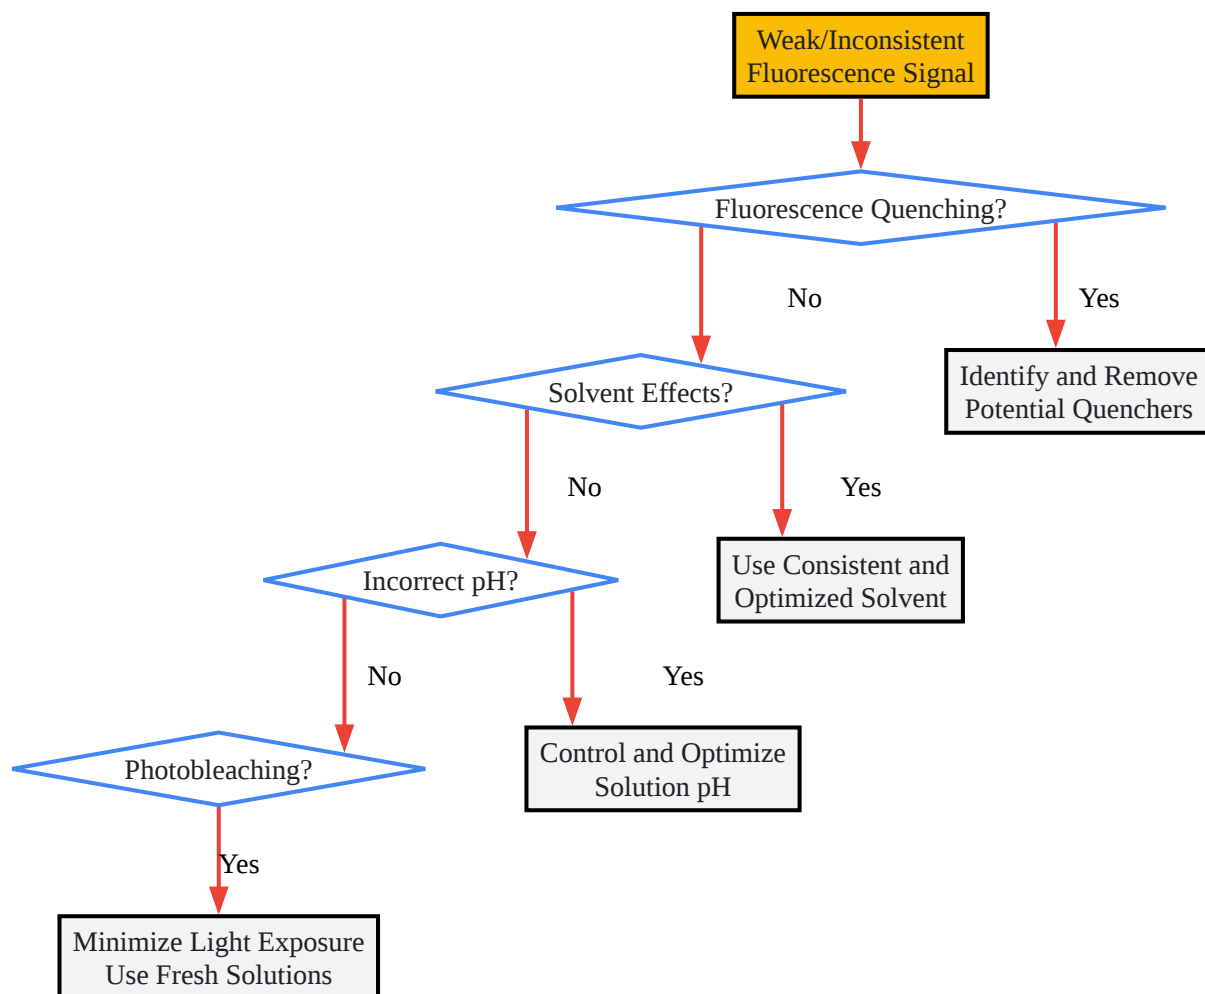 Weak/Inconsistent
Fluorescence Signal
Fluorescence Quenching?
No
Yes
Identify and Remove
Potential Quenchers
Solvent Effects?
No
Yes
Use Consistent and
Optimized Solvent
Incorrect pH?
No
Yes
Control and Optimize
Solution pH
Photobleaching?
Yes
Minimize Light Exposure
Use Fresh Solutions